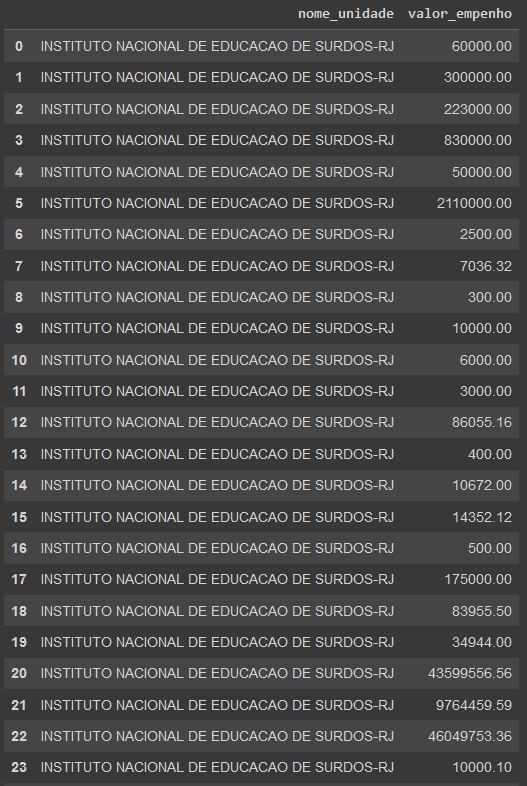 nome_unidade valor_empenho
0 INSTITUTO NACIONAL DE EDUCACAO DE SURDOS-RJ 60000.00
1 INSTITUTO NACIONAL DE EDUCACAO DE SURDOS-RJ 300000.00
2 INSTITUTO NACIONAL DE EDUCACAO DE SURDOS-RJ 223000.00
3 INSTITUTO NACIONAL DE EDUCACAO DE SURDOS-RJ 830000.00
4 INSTITUTO NACIONAL DE EDUCACAO DE SURDOS-RJ 50000.00
5 INSTITUTO NACIONAL DE EDUCACAO DE SURDOS-RJ 2110000.00
6 INSTITUTO NACIONAL DE EDUCACAO DE SURDOS-RJ 2500.00
7 INSTITUTO NACIONAL DE EDUCACAO DE SURDOS-RJ 7036.32
8 INSTITUTO NACIONAL DE EDUCACAO DE SURDOS-RJ 300.00
9 INSTITUTO NACIONAL DE EDUCACAO DE SURDOS-RJ 10000.00
10 INSTITUTO NACIONAL DE EDUCACAO DE SURDOS-RJ 6000.00
11 INSTITUTO NACIONAL DE EDUCACAO DE SURDOS-RJ 3000.00
12 INSTITUTO NACIONAL DE EDUCACAO DE SURDOS-RJ 86055.16
13 INSTITUTO NACIONAL DE EDUCACAO DE SURDOS-RJ 400.00
14 INSTITUTO NACIONAL DE EDUCACAO DE SURDOS-RJ 10672.00
15 INSTITUTO NACIONAL DE EDUCACAO DE SURDOS-RJ 14352.12
16 INSTITUTO NACIONAL DE EDUCACAO DE SURDOS-RJ 500.00
17 INSTITUTO NACIONAL DE EDUCACAO DE SURDOS-RJ 175000.00
18 INSTITUTO NACIONAL DE EDUCACAO DE SURDOS-RJ 83955.50
19 INSTITUTO NACIONAL DE EDUCACAO DE SURDOS-RJ 34944.00
20 INSTITUTO NACIONAL DE EDUCACAO DE SURDOS-RJ 43599556.56
21 INSTITUTO NACIONAL DE EDUCACAO DE SURDOS-RJ 9764459.59
22 INSTITUTO NACIONAL DE EDUCACAO DE SURDOS-RJ 46049753.36
23 INSTITUTO NACIONAL DE EDUCACAO DE SURDOS-RJ 10000.10